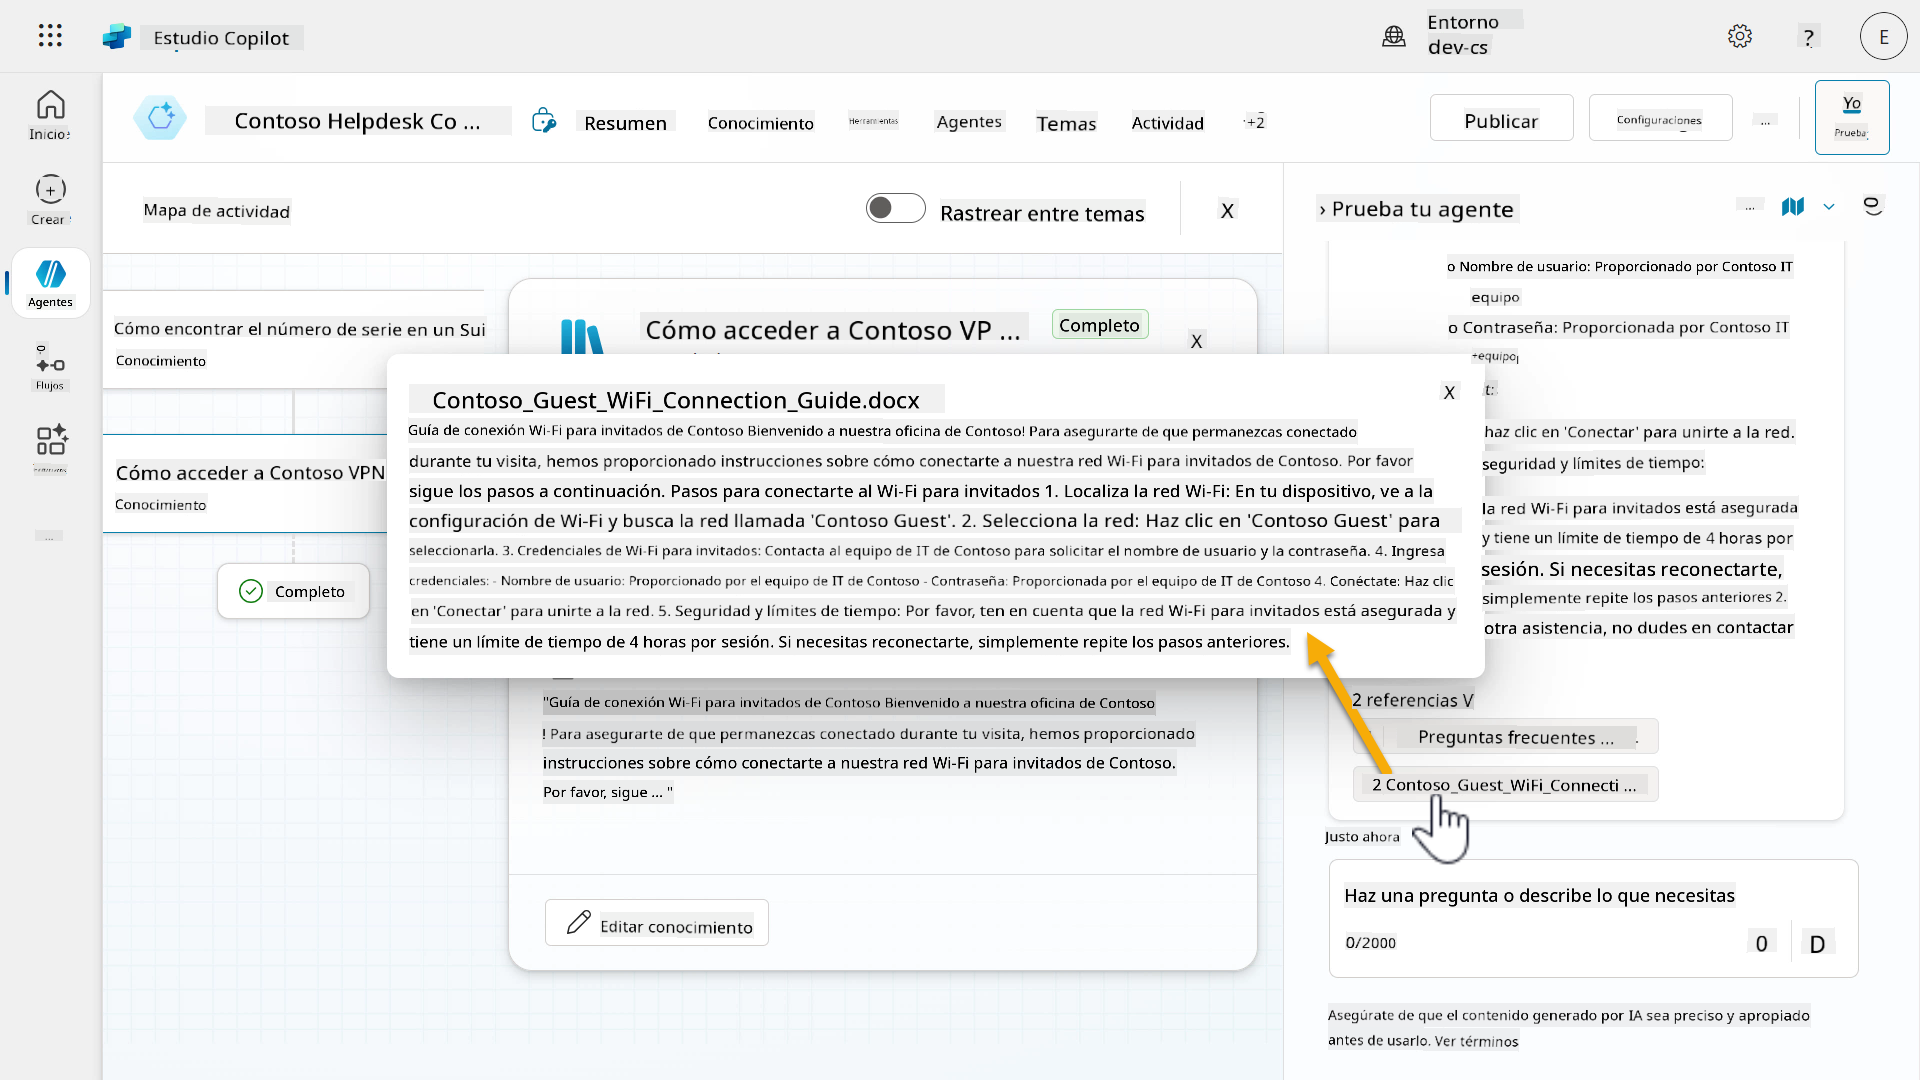 Estudio Copilot
Entorno
dev-cs
?
E
Inicio
Crear
Agentes
Flujos
...
Contoso Helpdesk Co ...
Resumen
Conocimiento
Herramientas
Agentes
Temas
Actividad
+2
Publicar
Configuraciones
...
Yo
Prueba
Mapa de actividad
Rastrear entre temas
X
Cómo encontrar el número de serie en un Sui
Conocimiento
Cómo acceder a Contoso VPN
Conocimiento
Completo
Cómo acceder a Contoso VP ...
Completo
X
Contoso_Guest_WiFi_Connection_Guide.docx
X
Guía de conexión Wi-Fi para invitados de Contoso Bienvenido a nuestra oficina de Contoso! Para asegurarte de que permanezcas conectado
durante tu visita, hemos proporcionado instrucciones sobre cómo conectarte a nuestra red Wi-Fi para invitados de Contoso. Por favor
sigue los pasos a continuación. Pasos para conectarte al Wi-Fi para invitados 1. Localiza la red Wi-Fi: En tu dispositivo, ve a la
configuración de Wi-Fi y busca la red llamada 'Contoso Guest'. 2. Selecciona la red: Haz clic en 'Contoso Guest' para
seleccionarla. 3. Credenciales de Wi-Fi para invitados: Contacta al equipo de IT de Contoso para solicitar el nombre de usuario y la contraseña. 4. Ingresa
credenciales: - Nombre de usuario: Proporcionado por el equipo de IT de Contoso - Contraseña: Proporcionada por el equipo de IT de Contoso 4. Conéctate: Haz clic
en 'Conectar' para unirte a la red. 5. Seguridad y límites de tiempo: Por favor, ten en cuenta que la red Wi-Fi para invitados está asegurada y
tiene un límite de tiempo de 4 horas por sesión. Si necesitas reconectarte, simplemente repite los pasos anteriores.
"Guía de conexión Wi-Fi para invitados de Contoso Bienvenido a nuestra oficina de Contoso
! Para asegurarte de que permanezcas conectado durante tu visita, hemos proporcionado
instrucciones sobre cómo conectarte a nuestra red Wi-Fi para invitados de Contoso.
Por favor, sigue ... "
Editar conocimiento
› Prueba tu agente
...
o Nombre de usuario: Proporcionado por Contoso IT
equipo
o Contraseña: Proporcionada por Contoso IT
equipo
haz clic en 'Conectar' para unirte a la red.
seguridad y límites de tiempo:
la red Wi-Fi para invitados está asegurada
y tiene un límite de tiempo de 4 horas por
sesión. Si necesitas reconectarte,
simplemente repite los pasos anteriores 2.
otra asistencia, no dudes en contactar
2 referencias V
Preguntas frecuentes ...
2 Contoso_Guest_WiFi_Connecti ...
Justo ahora
Haz una pregunta o describe lo que necesitas
0/2000
0
D
Asegúrate de que el contenido generado por IA sea preciso y apropiado
antes de usarlo. Ver términos